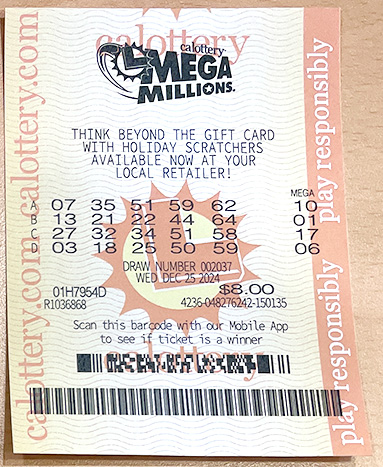 calottery
calottery
MEGA
MILLIONS.
THINK BEYOND THE GIFT CARD
WITH HOLIDAY SCRATCHERS
AVAILABLE NOW AT YOUR
LOCAL RETAILER!
MEGA
A 07 35 51 59 62 10
B 13 21 22 44 64 01
C 27 32 34 51 58 17
D 03 18 25 50 59 06
DRAW NUMBER 002037
WED DEC 25 2024
01H7954D $8.00
R1036868 4236-048276242-150135
Scan this barcode with our Mobile App
to see if ticket is a winner
calottery
calottery.com calottery.com
play responsibly play responsibly